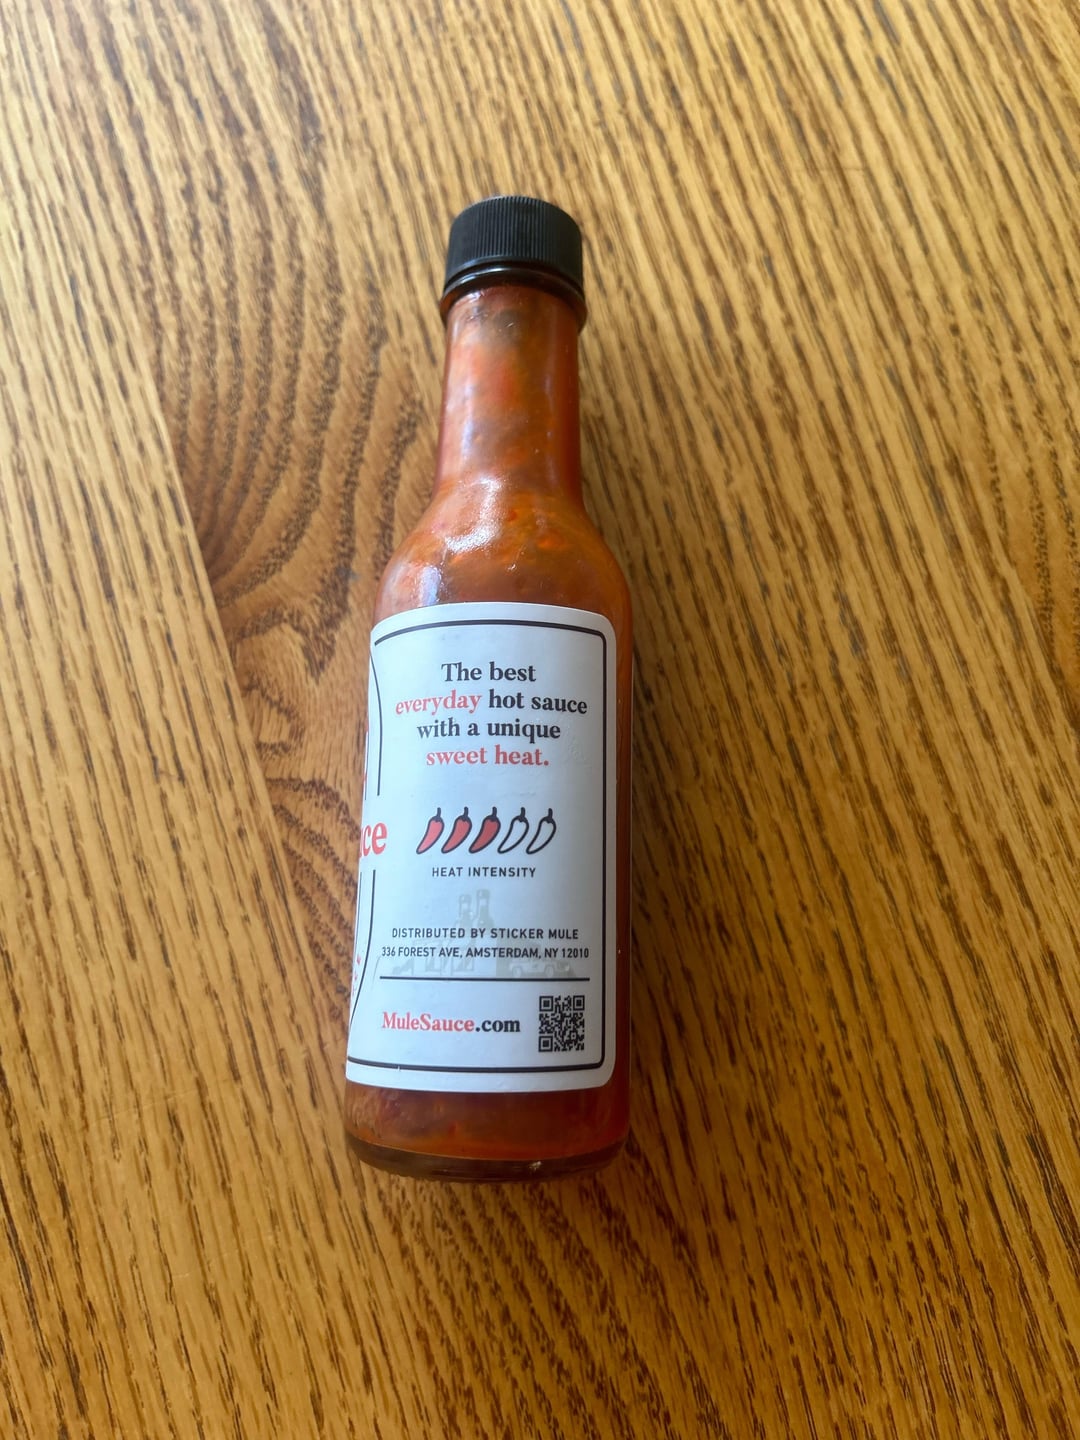 The best
everyday hot sauce
with a unique
sweet heat.
HEAT INTENSITY
DISTRIBUTED BY STICKER MULE
336 FOREST AVE, AMSTERDAM, NY 12010
MuleSauce.com